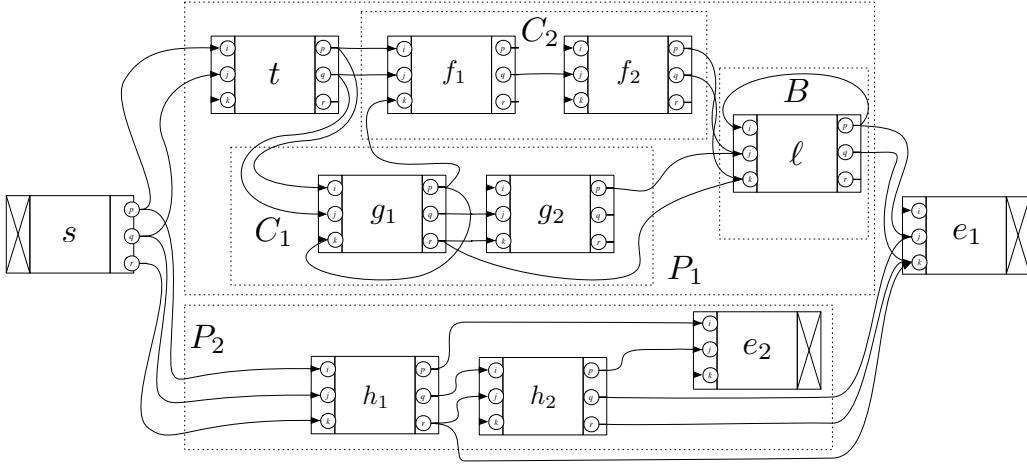 C₂
i t p
j q
k r
i f₁ p
j q
k r
i f₂ p
j q
k r
B
i ℓ p
j q
k r
C₁
i g₁ p
j q
k r
i g₂ p
j q
k r
P₁
s p
q
r
i e₁
j
k
P₂
i h₁ p
j q
k r
i h₂ p
j q
k r
i e₂
j
k